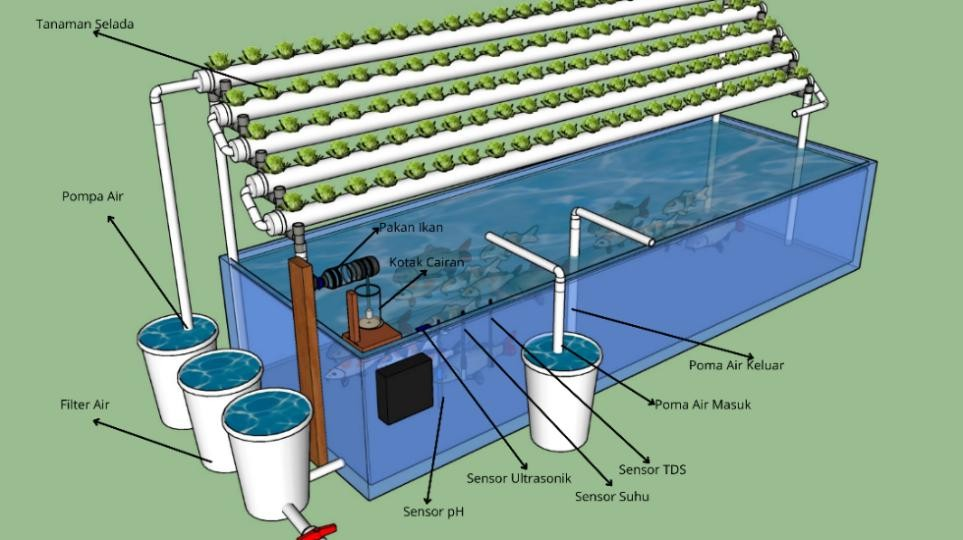 Tanaman Selada
Pompa Air
Pakan Ikan
Kotak Cairan
Poma Air Keluar
Filter Air
Poma Air Masuk
Sensor TDS
Sensor Ultrasonik
Sensor Suhu
Sensor pH